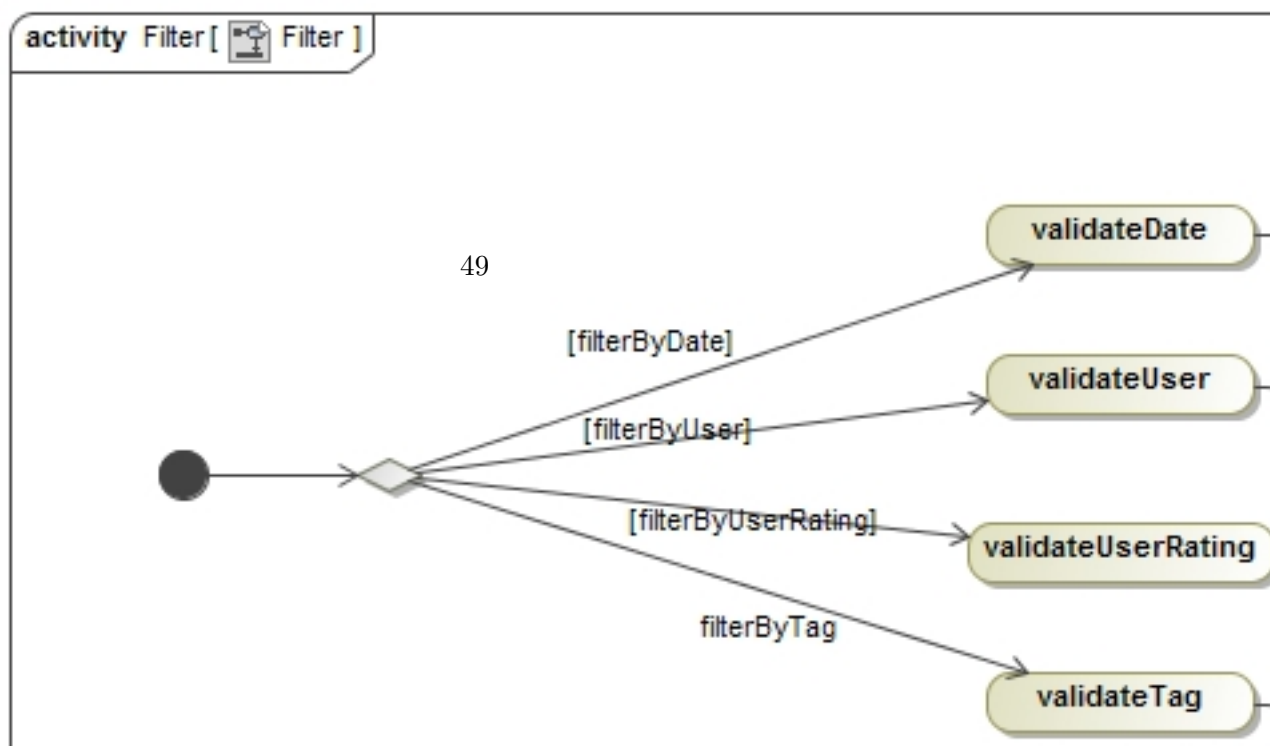 activity Filter [ Filter ]
validateDate
49
[filterByDate]
validateUser
[filterByUser]
[filterByUserRating]
validateUserRating
filterByTag
validateTag